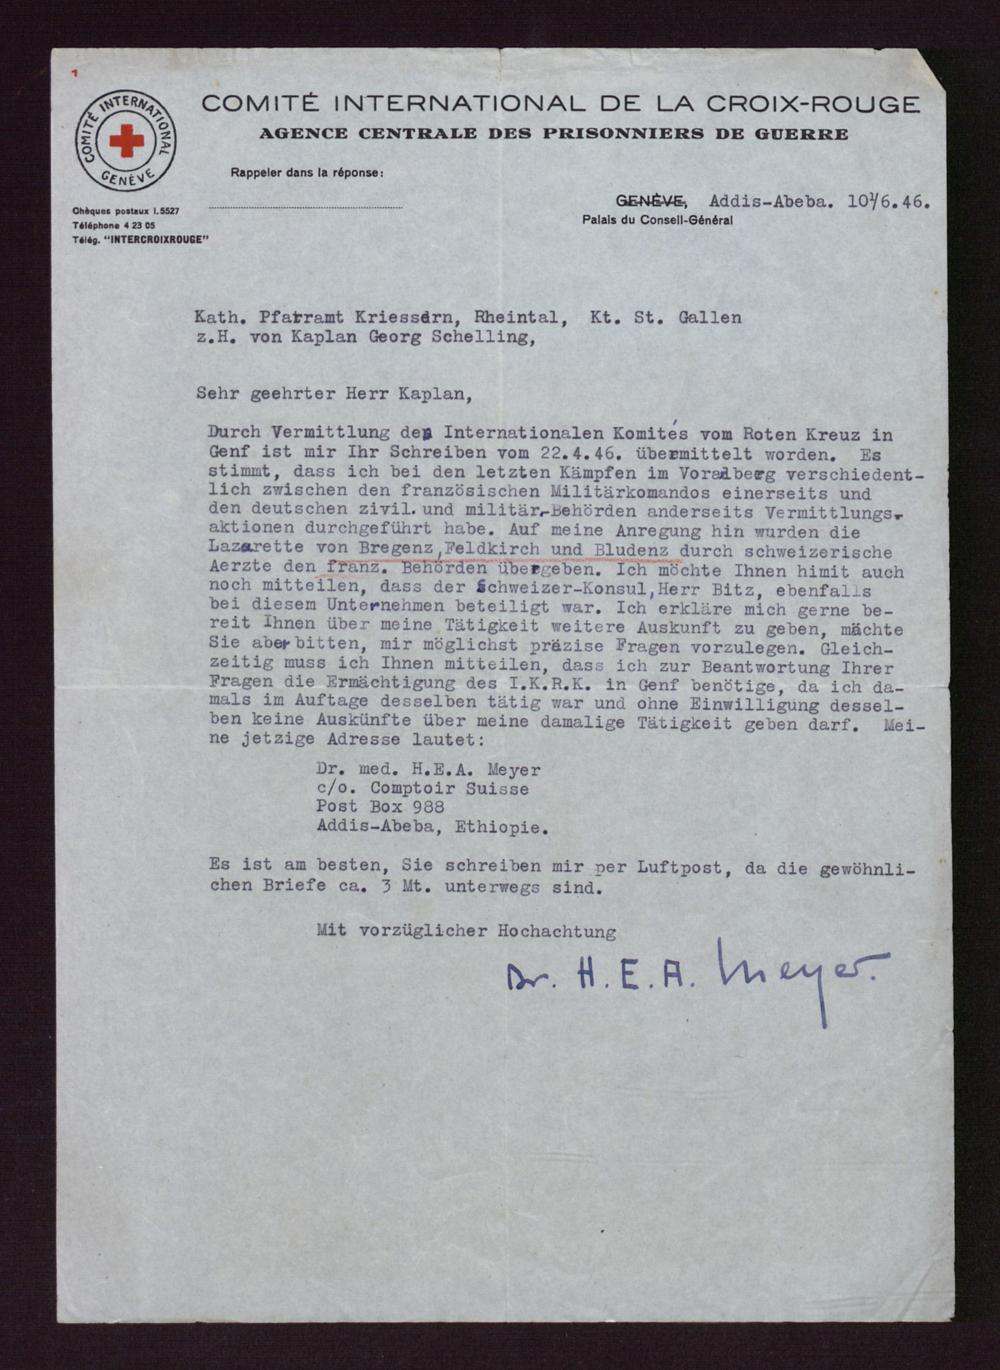 1
COMITÉ INTERNATIONAL GENÈVE
COMITÉ INTERNATIONAL DE LA CROIX-ROUGE
AGENCE CENTRALE DES PRISONNIERS DE GUERRE
Rappeler dans la réponse:
Chèques postaux I.5527
Téléphone 4 23 05
Télég. "INTERCROIXROUGE"
GENÈVE, Addis-Abeba. 10/6.46.
Palais du Conseil-Général
Kath. Pfarramt Kriessern, Rheintal, Kt. St. Gallen
z.H. von Kaplan Georg Schelling,
Sehr geehrter Herr Kaplan,
Durch Vermittlung des Internationalen Komités vom Roten Kreuz in
Genf ist mir Ihr Schreiben vom 22.4.46. übermittelt worden. Es
stimmt, dass ich bei den letzten Kämpfen im Voradberg verschiedent-
lich zwischen den französischen Militärkomandos einerseits und
den deutschen zivil. und militär-Behörden anderseits Vermittlungs-
aktionen durchgeführt habe. Auf meine Anregung hin wurden die
Lazarette von Bregenz, Feldkirch und Bludenz durch schweizerische
Aerzte den franz. Behörden übergeben. Ich möchte Ihnen himit auch
noch mitteilen, dass der Schweizer-Konsul, Herr Bitz, ebenfalls
bei diesem Unternehmen beteiligt war. Ich erkläre mich gerne be-
reit Ihnen über meine Tätigkeit weitere Auskunft zu geben, mächte
Sie aber bitten, mir möglichst präzise Fragen vorzulegen. Gleich-
zeitig muss ich Ihnen mitteilen, dass ich zur Beantwortung Ihrer
Fragen die Ermächtigung des I.K.R.K. in Genf benötige, da ich da-
mals im Auftage desselben tätig war und ohne Einwilligung dessel-
ben keine Auskünfte über meine damalige Tätigkeit geben darf. Mei-
ne jetzige Adresse lautet:
Dr. med. H.E.A. Meyer
c/o. Comptoir Suisse
Post Box 988
Addis-Abeba, Ethiopie.
Es ist am besten, Sie schreiben mir per Luftpost, da die gewöhnli-
chen Briefe ca. 3 Mt. unterwegs sind.
Mit vorzüglicher Hochachtung
Dr. H.E.A. Meyer.